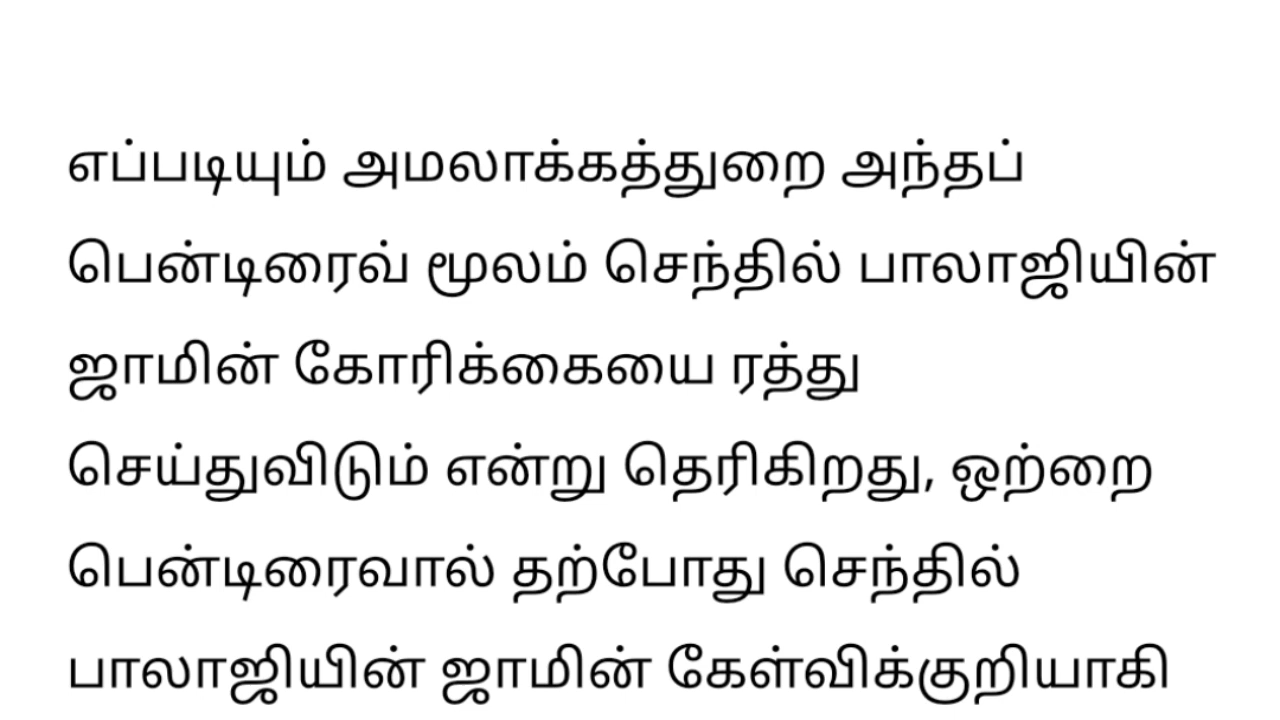 எப்படியும் அமலாக்கத்துறை அந்தப்
பென்டிரைவ் மூலம் செந்தில் பாலாஜியின்
ஜாமின் கோரிக்கையை ரத்து
செய்துவிடும் என்று தெரிகிறது, ஒற்றை
பென்டிரைவால் தற்போது செந்தில்
பாலாஜியின் ஜாமின் கேள்விக்குறியாகி